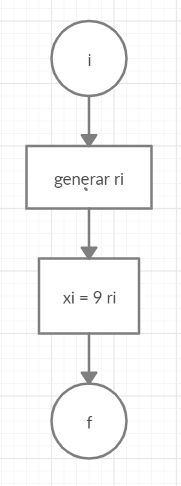 i
generar ri
xi = 9 ri
f